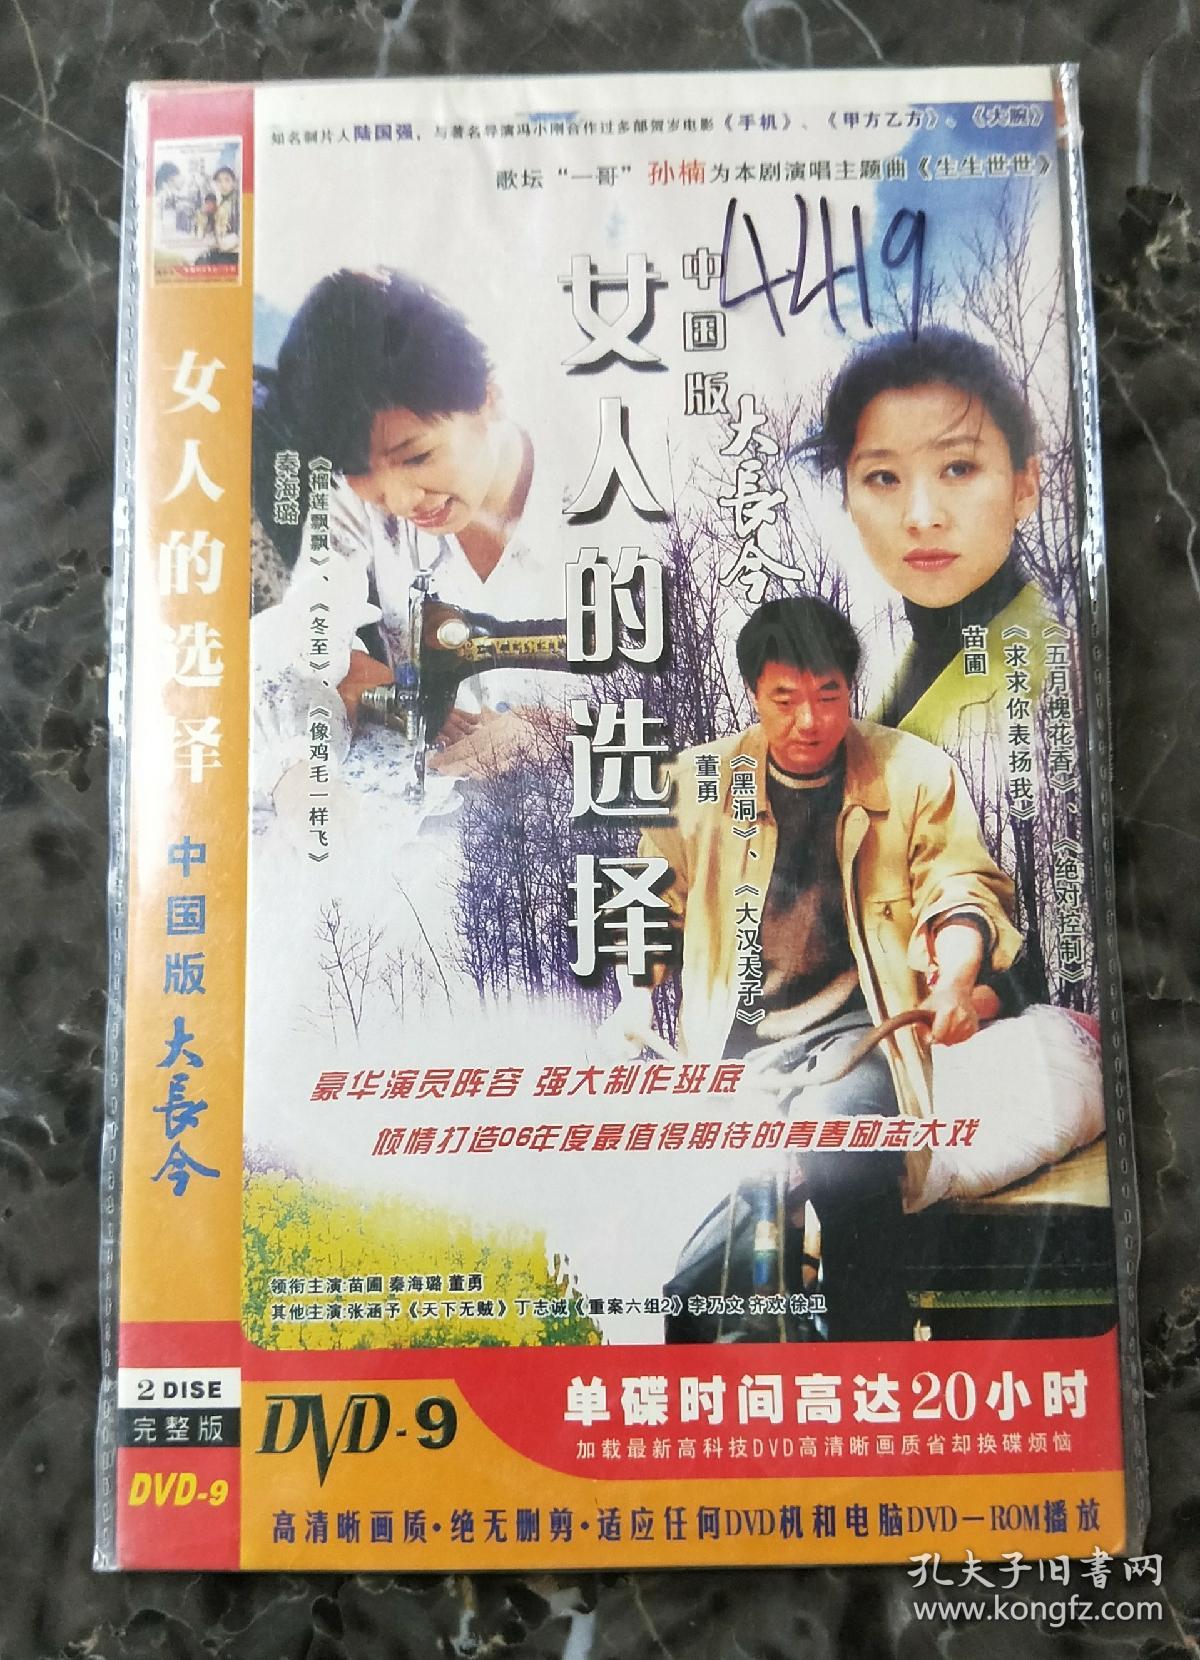 知名制片人陆国强，与著名导演冯小刚合作过多部贺岁电影《手机》、《甲方乙方》、《大腕》
歌坛“一哥”孙楠为本剧演唱主题曲《生生世世》
4419
中国版
大長今
女人的选择
《榴莲飘飘》、《冬至》、《像鸡毛一样飞》
秦海璐
《五月槐花香》、《绝对控制》
《求求你表扬我》
苗圃
《黑洞》、《大汉天子》
董勇
豪华演员阵容 强大制作班底
倾情打造06年度最值得期待的青春励志大戏
领衔主演:苗圃 秦海璐 董勇
其他主演:张涵予《天下无贼》丁志诚《重案六组2》李乃文 齐欢 徐卫
女人的选择
中国版
大長今
2 DISE
完整版
DVD-9
DVD-9
单碟时间高达20小时
加载最新高科技DVD高清晰画质省却换碟烦恼
高清晰画质·绝无删剪·适应任何DVD机和电脑DVD—ROM播放
孔夫子旧书网
www.kongfz.com